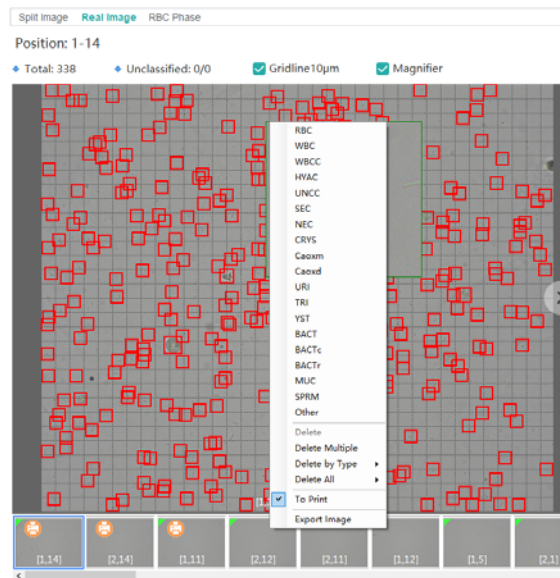 Split Image Real Image RBC Phase
Position: 1-14
Total: 338 Unclassified: 0/0 Gridline10μm Magnifier
RBC
WBC
WBCC
HYAC
UNCC
SEC
NEC
CRYS
Caoxm
Caoxd
URI
TRI
YST
BACT
BACTc
BACTr
MUC
SPRM
Other
Delete
Delete Multiple
Delete by Type
Delete All
To Print
Export Image
[1,14] [2,14] [1,11] [2,12] [2,11] [1,12] [1,5] [2,1]